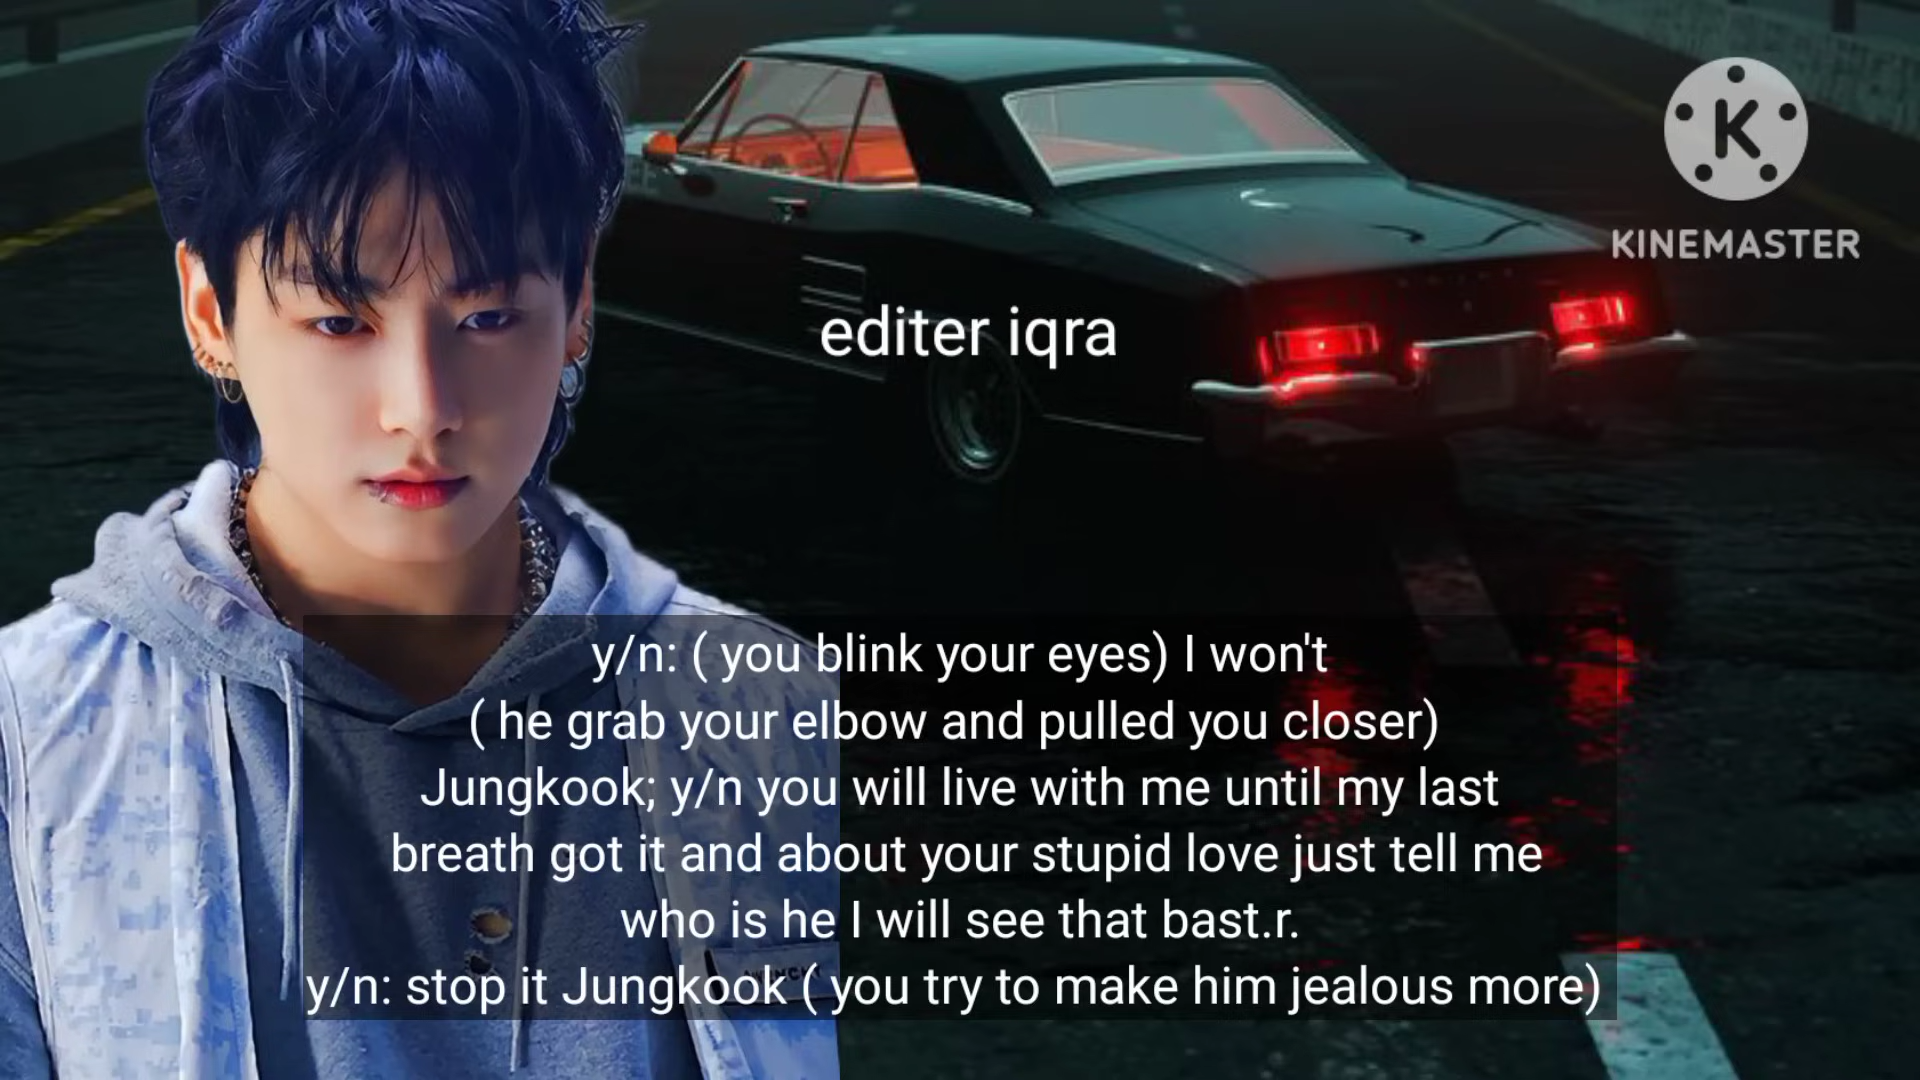 KINEMASTER
editer iqra
y/n: ( you blink your eyes) I won't
( he grab your elbow and pulled you closer)
Jungkook; y/n you will live with me until my last
breath got it and about your stupid love just tell me
who is he I will see that bast.r.
y/n: stop it Jungkook ( you try to make him jealous more)